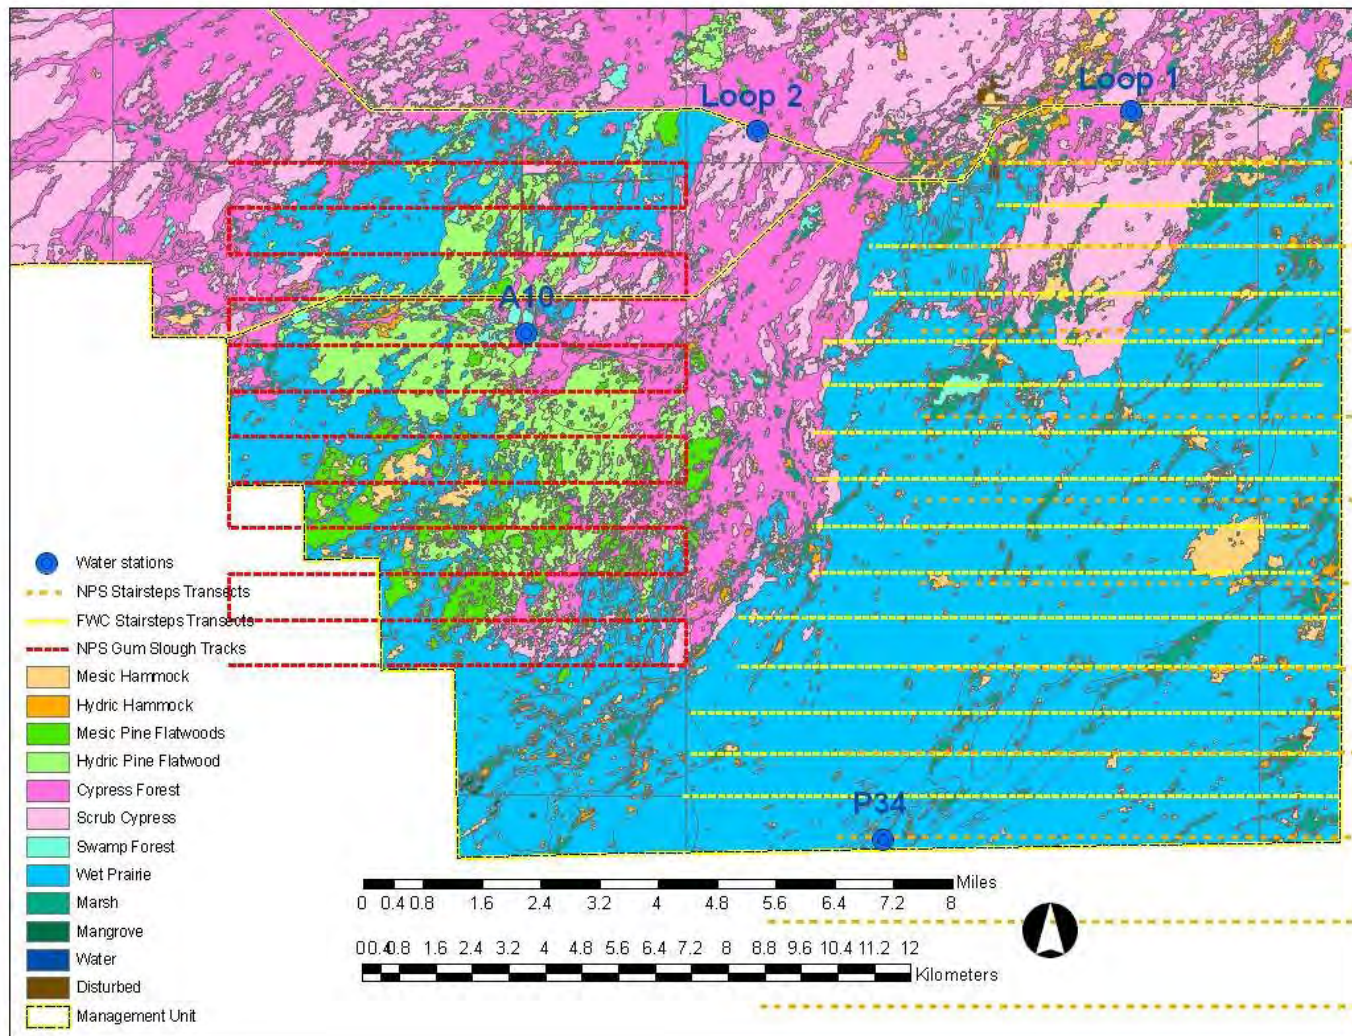 Loop 1
Loop 2
A10
Water stations
NPS Stairsteps Transects
FWC Stairsteps Transects
NPS Gum Slough Tracks
Mesic Hammock
Hydric Hammock
Mesic Pine Flatwoods
Hydric Pine Flatwood
Cypress Forest
Scrub Cypress
Swamp Forest
Wet Prairie
Marsh
Mangrove
Water
Disturbed
Management Unit
P34
Miles
0 0.4 0.8 1.6 2.4 3.2 4 4.8 5.6 6.4 7.2 8
00.40.8 1.6 2.4 3.2 4 4.8 5.6 6.4 7.2 8 8.8 9.6 10.4 11.2 12
Kilometers